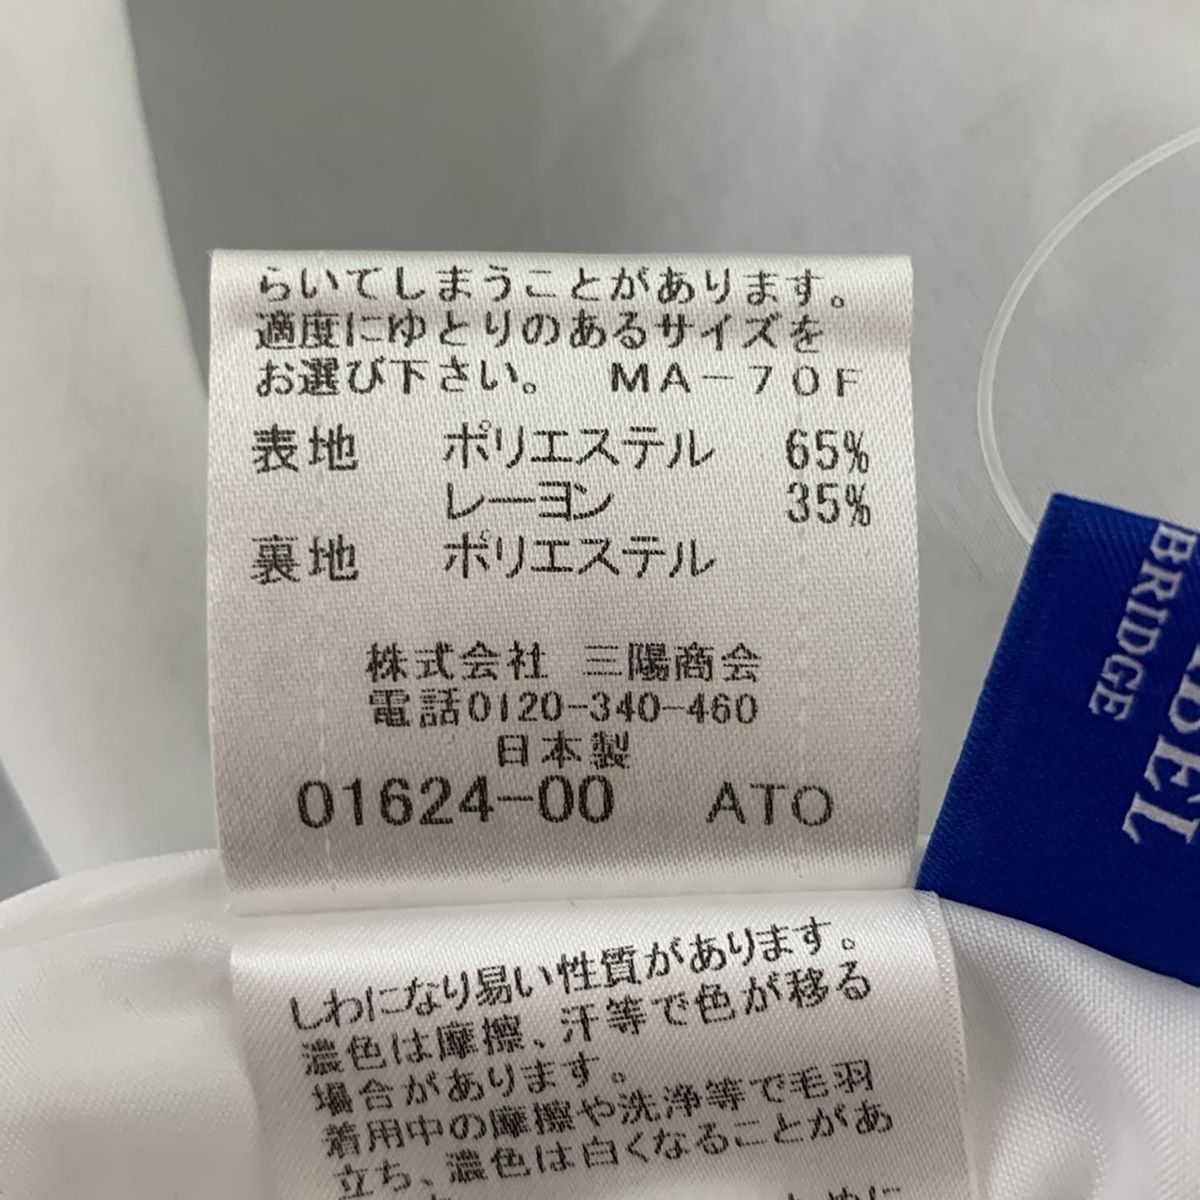 らいてしまうことがあります。
適度にゆとりのあるサイズを
お選び下さい。　MA-70F
表地　ポリエステル　65%
レーヨン　35%
裏地　ポリエステル
株式会社　三陽商会
電話0120-340-460
日本製
01624-00　ATO
BRIDGE
しわになり易い性質があります。
濃色は摩擦、汗等で色が移る
場合があります。
着用中の摩擦や洗浄等で毛羽
立ち、濃色は白くなることがあ